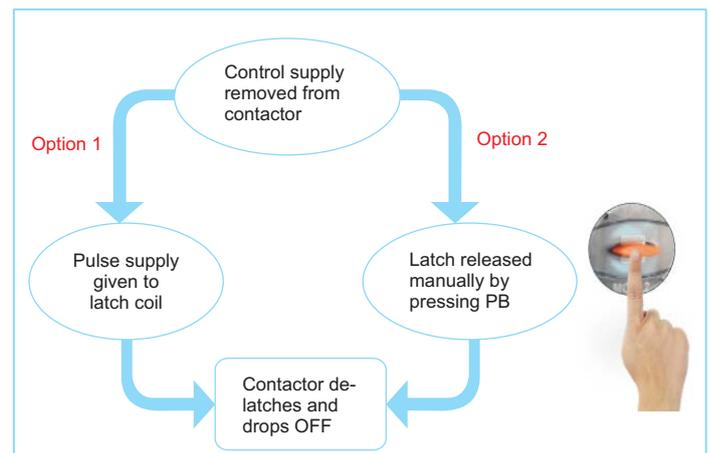 Control supply
removed from
contactor
Option 1
Option 2
Pulse supply
given to
latch coil
Latch released
manually by
pressing PB
Contactor de-
latches and
drops OFF